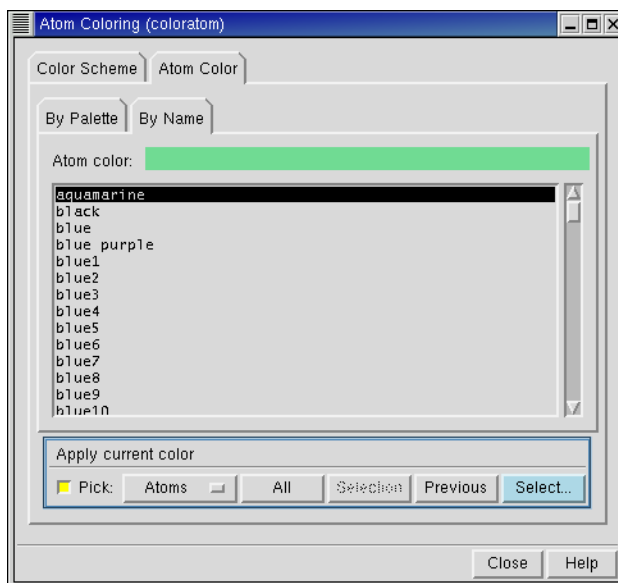 Atom Coloring (coloratom)
Color Scheme Atom Color
By Palette By Name
Atom color:
aquamarine
black
blue
blue purple
blue1
blue2
blue3
blue4
blue5
blue6
blue7
blue8
blue9
blue10
Apply current color
Pick: Atoms All Selection Previous Select...
Close Help